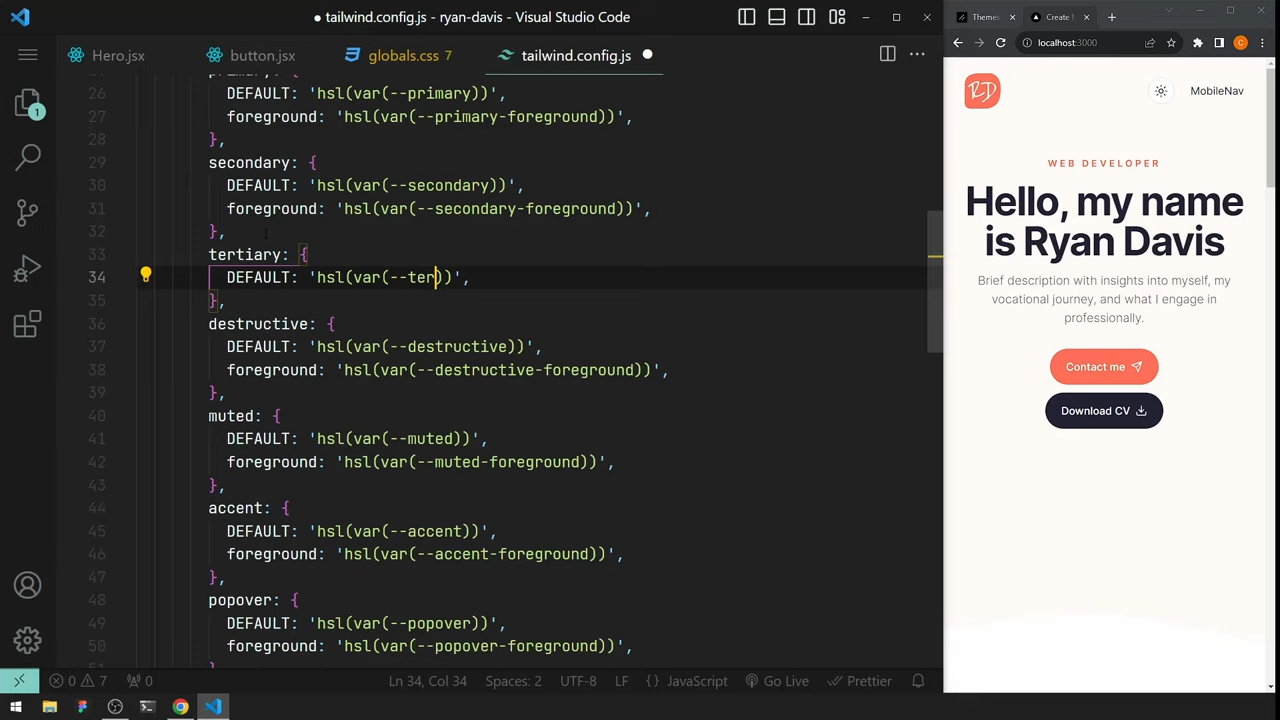 tailwind.config.js - ryan-davis - Visual Studio Code
Hero.jsx
button.jsx
globals.css 7
tailwind.config.js
26 DEFAULT: 'hsl(var(--primary))',
27 foreground: 'hsl(var(--primary-foreground))',
28 },
29 secondary: {
30 DEFAULT: 'hsl(var(--secondary))',
31 foreground: 'hsl(var(--secondary-foreground))',
32 },
33 tertiary: {
34 DEFAULT: 'hsl(var(--ter))',
35 },
36 destructive: {
37 DEFAULT: 'hsl(var(--destructive))',
38 foreground: 'hsl(var(--destructive-foreground))',
39 },
40 muted: {
41 DEFAULT: 'hsl(var(--muted))',
42 foreground: 'hsl(var(--muted-foreground))',
43 },
44 accent: {
45 DEFAULT: 'hsl(var(--accent))',
46 foreground: 'hsl(var(--accent-foreground))',
47 },
48 popover: {
49 DEFAULT: 'hsl(var(--popover))',
50 foreground: 'hsl(var(--popover-foreground))',
1
0 7 0
Ln 34, Col 34
Spaces: 2
UTF-8
LF
{} JavaScript
Go Live
Prettier
Themes
Create
localhost:3000
C
RD
MobileNav
WEB DEVELOPER
Hello, my name
is Ryan Davis
Brief description with insights into myself, my
vocational journey, and what I engage in
professionally.
Contact me
Download CV